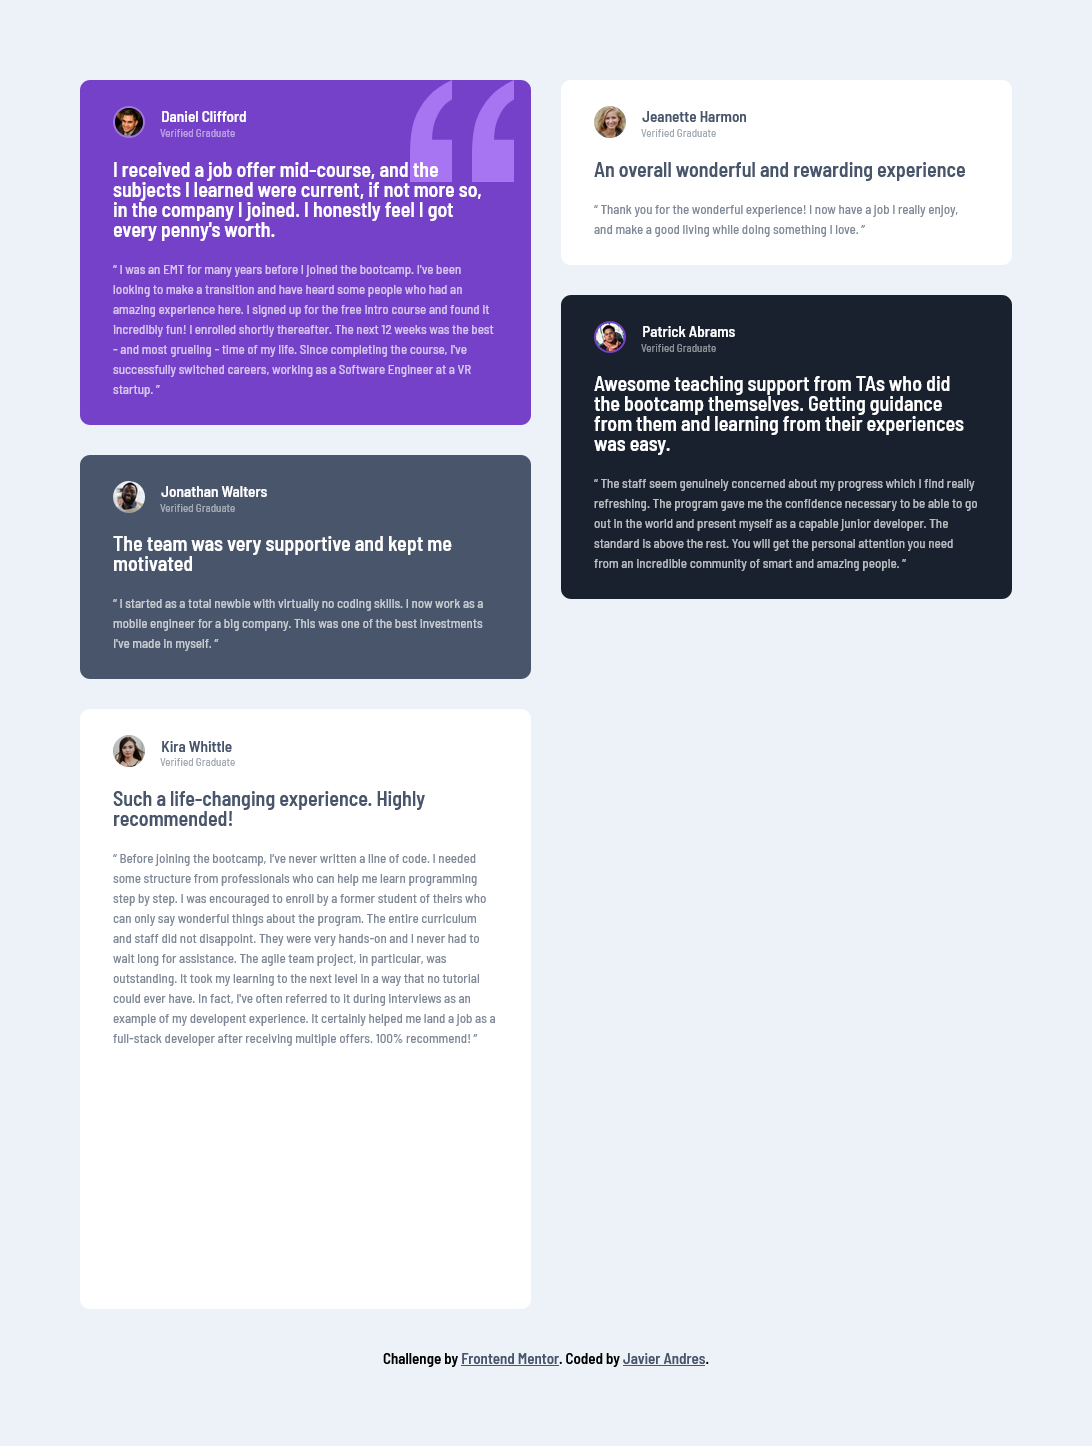 Daniel Clifford
Verified Graduate
I received a job offer mid-course, and the
subjects I learned were current, if not more so,
in the company I joined. I honestly feel I got
every penny's worth.
“ I was an EMT for many years before I joined the bootcamp. I've been
looking to make a transition and have heard some people who had an
amazing experience here. I signed up for the free intro course and found it
incredibly fun! I enrolled shortly thereafter. The next 12 weeks was the best
- and most grueling - time of my life. Since completing the course, I've
successfully switched careers, working as a Software Engineer at a VR
startup. ”
Jonathan Walters
Verified Graduate
The team was very supportive and kept me
motivated
“ I started as a total newbie with virtually no coding skills. I now work as a
mobile engineer for a big company. This was one of the best investments
I've made in myself. ”
Kira Whittle
Verified Graduate
Such a life-changing experience. Highly
recommended!
“ Before joining the bootcamp, I've never written a line of code. I needed
some structure from professionals who can help me learn programming
step by step. I was encouraged to enroll by a former student of theirs who
can only say wonderful things about the program. The entire curriculum
and staff did not disappoint. They were very hands-on and I never had to
wait long for assistance. The agile team project, in particular, was
outstanding. It took my learning to the next level in a way that no tutorial
could ever have. In fact, I've often referred to it during interviews as an
example of my developent experience. It certainly helped me land a job as a
full-stack developer after receiving multiple offers. 100% recommend! ”
Jeanette Harmon
Verified Graduate
An overall wonderful and rewarding experience
“ Thank you for the wonderful experience! I now have a job I really enjoy,
and make a good living while doing something I love. ”
Patrick Abrams
Verified Graduate
Awesome teaching support from TAs who did
the bootcamp themselves. Getting guidance
from them and learning from their experiences
was easy.
“ The staff seem genuinely concerned about my progress which I find really
refreshing. The program gave me the confidence necessary to be able to go
out in the world and present myself as a capable junior developer. The
standard is above the rest. You will get the personal attention you need
from an incredible community of smart and amazing people. ”
Challenge by Frontend Mentor. Coded by Javier Andres.